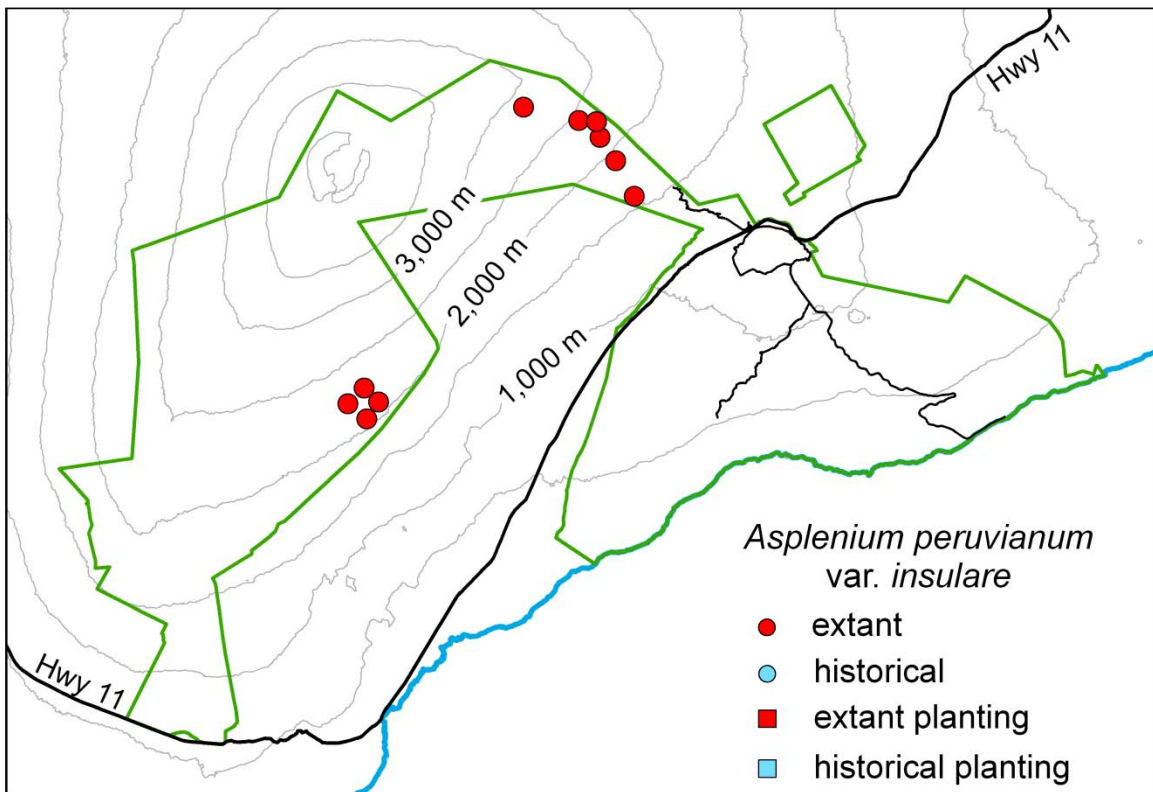 Hwy 11
3,000 m
2,000 m
1,000 m
Asplenium peruvianum
var. insulare
extant
historical
extant planting
historical planting
Hwy 11